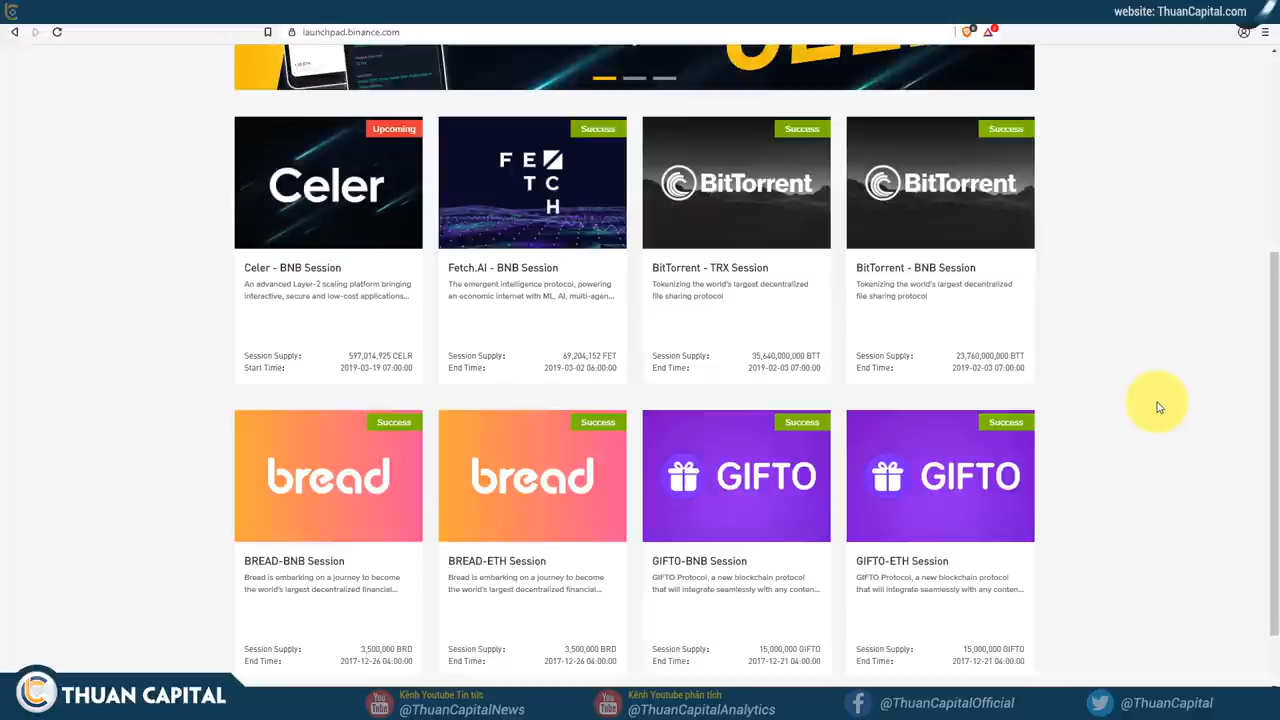 website: ThuanCapital.com
launchpad.binance.com
Upcoming
Celer
Success
FETCH
Success
BitTorrent
Success
BitTorrent
Celer - BNB Session
An advanced Layer-2 scaling platform bringing
interactive, secure and low-cost applications...
Session Supply: 597,014,925 CELR
Start Time: 2019-03-19 07:00:00
Fetch.AI - BNB Session
The emergent intelligence protocol, powering
an economic internet with ML, AI, multi-agen...
Session Supply: 69,204,152 FET
End Time: 2019-03-02 06:00:00
BitTorrent - TRX Session
Tokenizing the world's largest decentralized
file sharing protocol
Session Supply: 35,640,000,000 BTT
End Time: 2019-02-03 07:00:00
BitTorrent - BNB Session
Tokenizing the world's largest decentralized
file sharing protocol
Session Supply: 23,760,000,000 BTT
End Time: 2019-02-03 07:00:00
Success
bread
Success
bread
Success
GIFTO
Success
GIFTO
BREAD-BNB Session
Bread is embarking on a journey to become
the world's largest decentralized financial...
Session Supply: 3,500,000 BRD
End Time: 2017-12-26 04:00:00
BREAD-ETH Session
Bread is embarking on a journey to become
the world's largest decentralized financial...
Session Supply: 3,500,000 BRD
End Time: 2017-12-26 04:00:00
GIFTO-BNB Session
GIFTO Protocol, a new blockchain protocol
that will integrate seamlessly with any conten...
Session Supply: 15,000,000 GIFTO
End Time: 2017-12-21 04:00:00
GIFTO-ETH Session
GIFTO Protocol, a new blockchain protocol
that will integrate seamlessly with any conten...
Session Supply: 15,000,000 GIFTO
End Time: 2017-12-21 04:00:00
THUAN CAPITAL
You Tube
Kênh Youtube Tin tức
@ThuanCapitalNews
You Tube
Kênh Youtube phân tích
@ThuanCapitalAnalytics
@ThuanCapitalOfficial
@ThuanCapital